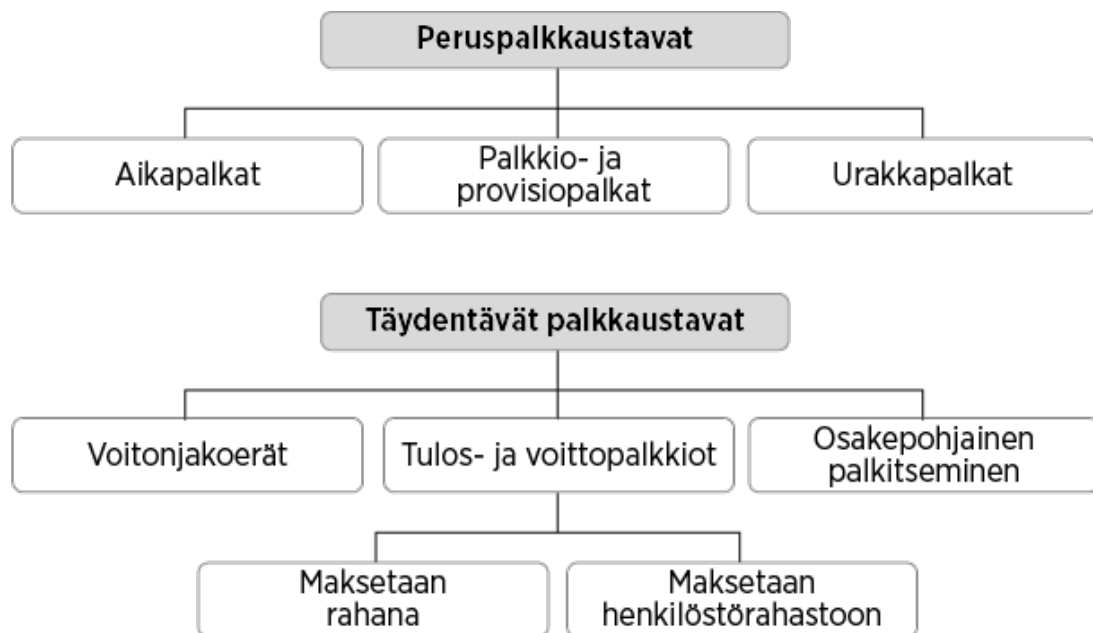 Peruspalkkaustavat
Aikapalkat
Palkkio- ja
provisiopalkat
Urakkapalkat
Täydentävät palkkaustavat
Voitonjakoerät
Tulos- ja voittopalkkiot
Osakepohjainen
palkitseminen
Maksetaan
rahana
Maksetaan
henkilöstörahastoon